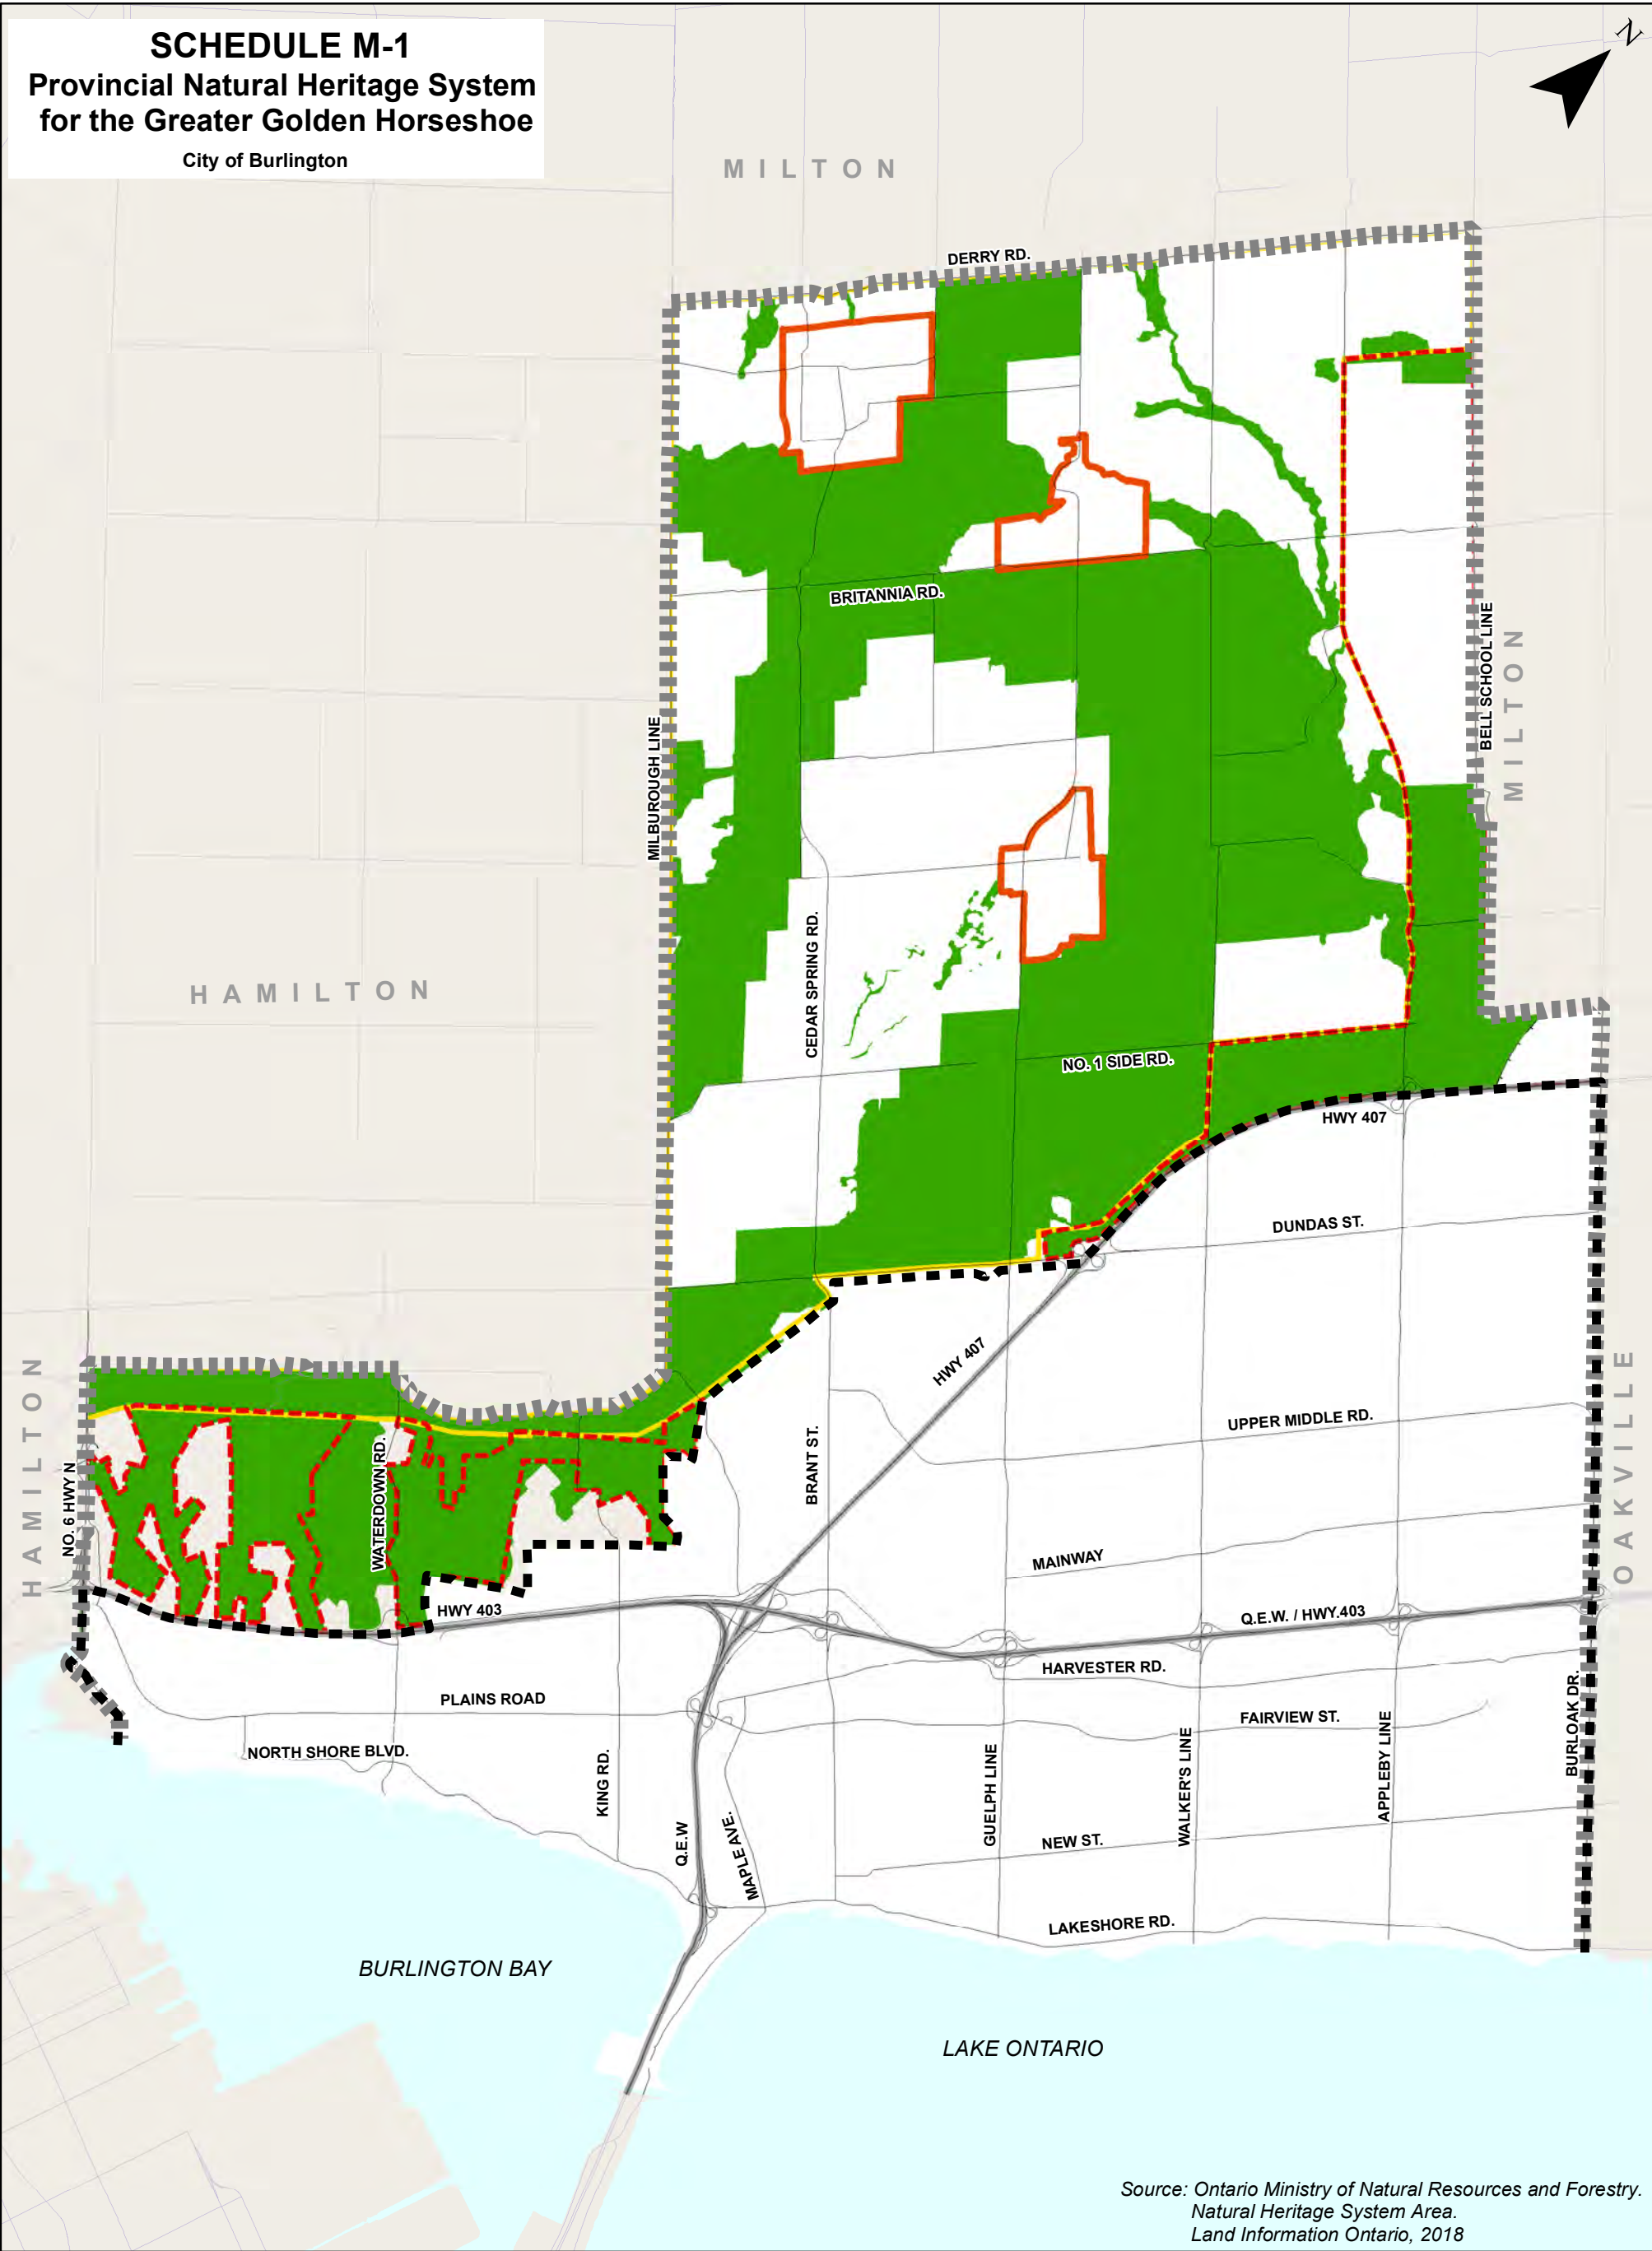 SCHEDULE M-1
Provincial Natural Heritage System
for the Greater Golden Horseshoe
City of Burlington
N
MILTON
DERRY RD.
BRITANNIA RD.
MILBOROUGH LINE
BELL SCHOOL LINE
MILTON
CEDAR SPRING RD.
HAMILTON
NO. 1 SIDE RD.
HWY 407
DUNDAS ST.
HWY 407
HAMILTON
NO. 6 HWY N
WATERDOWN RD.
BRANT ST.
UPPER MIDDLE RD.
OAKVILLE
MAINWAY
HWY 403
Q.E.W. / HWY.403
HARVESTER RD.
PLAINS ROAD
FAIRVIEW ST.
NORTH SHORE BLVD.
KING RD.
Q.E.W
MAPLE AVE.
GUELPH LINE
WALKER'S LINE
APPLEBY LINE
BURLOAK DR.
NEW ST.
LAKESHORE RD.
BURLINGTON BAY
LAKE ONTARIO
Source: Ontario Ministry of Natural Resources and Forestry.
Natural Heritage System Area.
Land Information Ontario, 2018